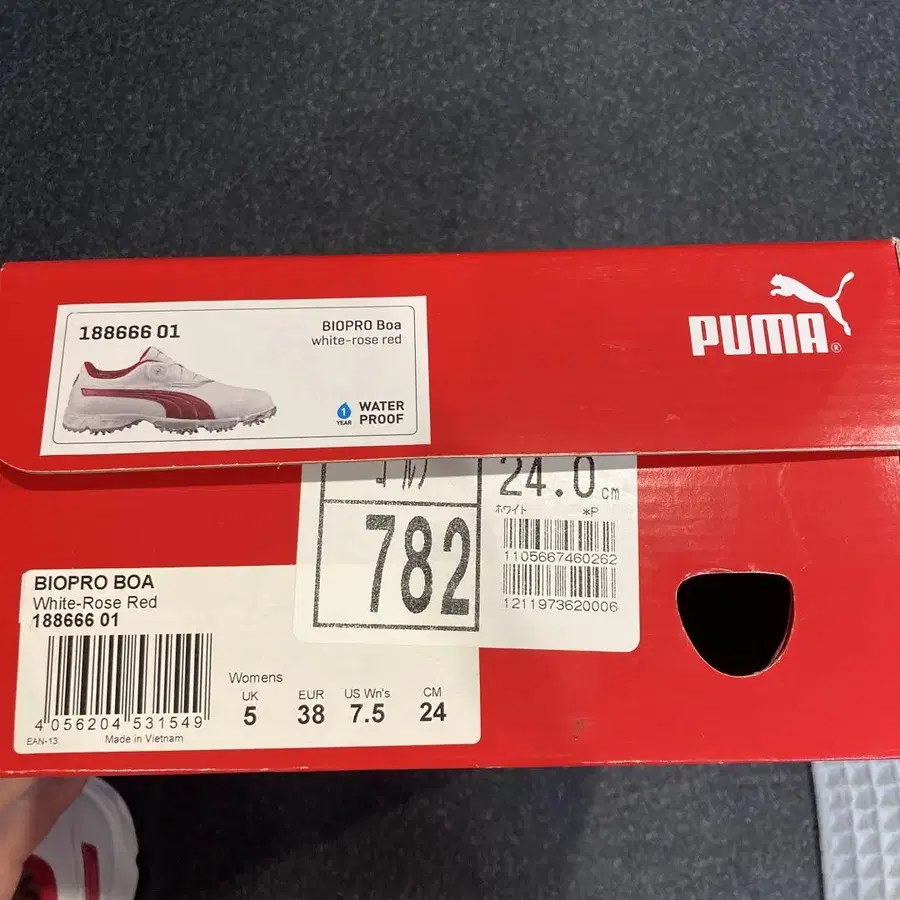 188666 01
BIOPRO Boa
white-rose red
1
YEAR
WATER
PROOF
PUMA®
24.0 cm
ホワイト *P
782
1105667460262
1211973620006
BIOPRO BOA
White-Rose Red
188666 01
4 056204 531549
EAN-13 Made in Vietnam
Womens
UK EUR US Wn's CM
5 38 7.5 24